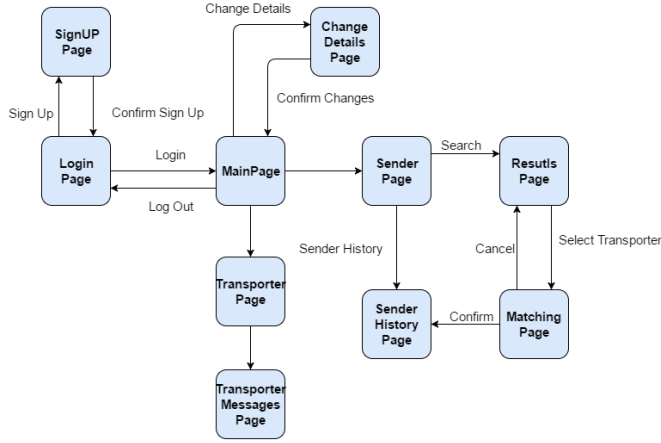 Change Details
SignUP
Page
Change
Details
Page
Sign Up
Confirm Sign Up
Confirm Changes
Login
Page
Login
Log Out
MainPage
Sender
Page
Search
Resutls
Page
Sender History
Cancel
Select Transporter
Transporter
Page
Sender
History
Page
Confirm
Matching
Page
Transporter
Messages
Page